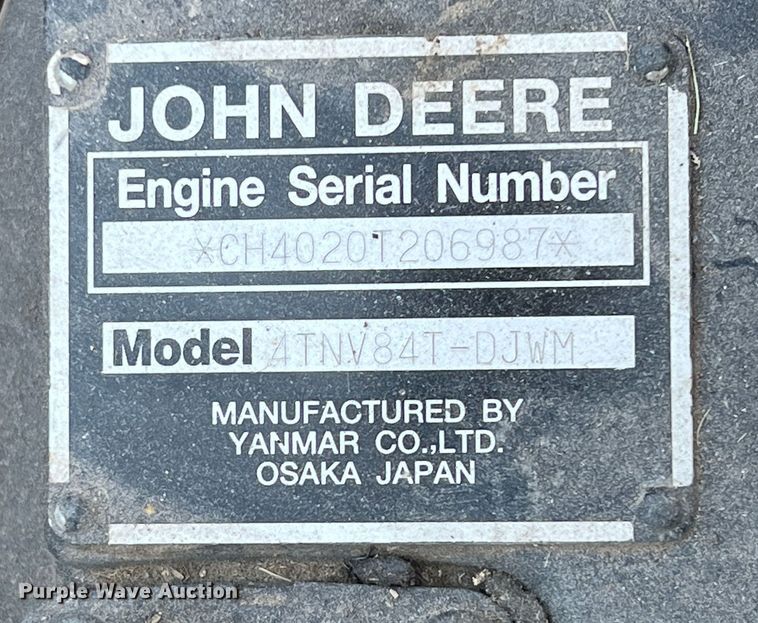 JOHN DEERE
Engine Serial Number
*CH4020T206987*
Model 4TNV84T-DJWM
MANUFACTURED BY
YANMAR CO.,LTD.
OSAKA JAPAN
Purple Wave Auction